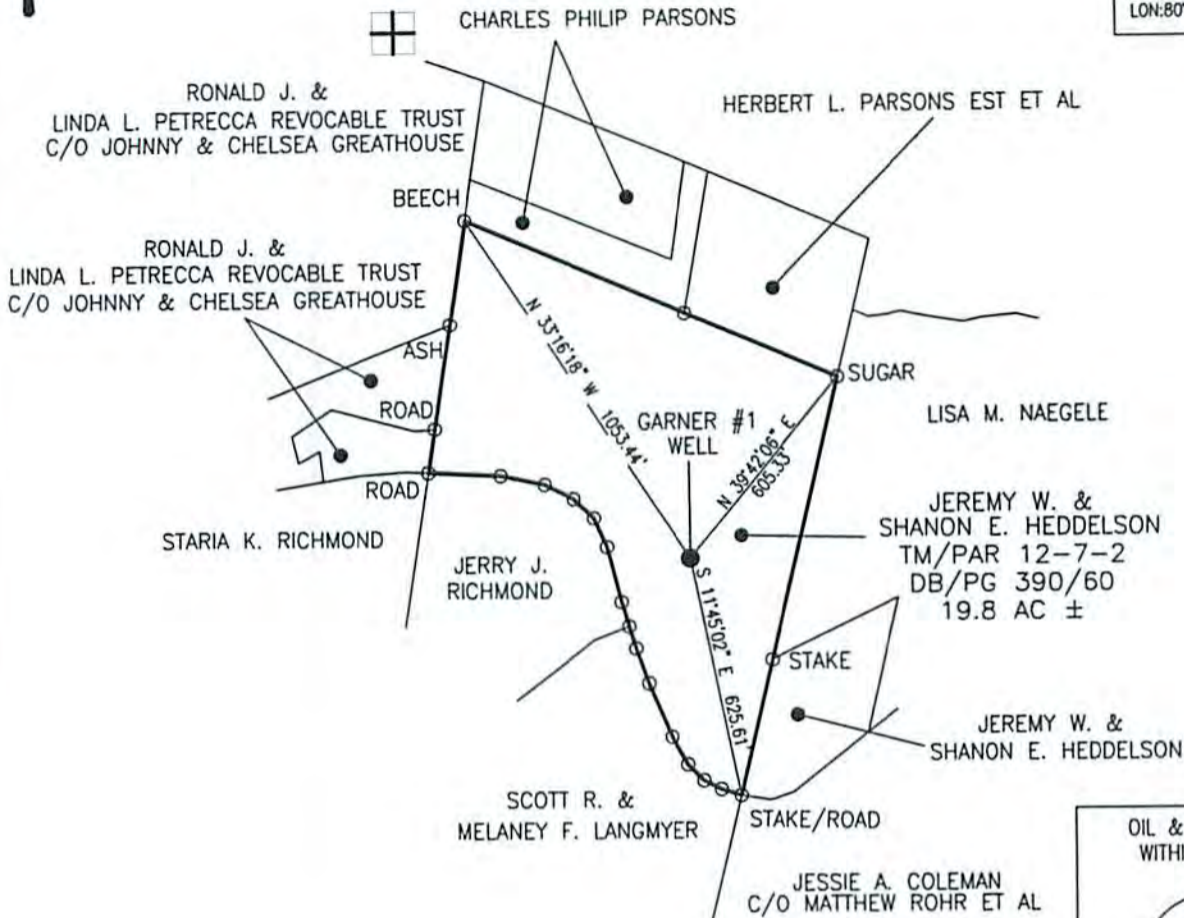 CHARLES PHILIP PARSONS
RONALD J. &
LINDA L. PETRECCA REVOCABLE TRUST
C/O JOHNNY & CHELSEA GREATHOUSE
HERBERT L. PARSONS EST ET AL
BEECH
RONALD J. &
LINDA L. PETRECCA REVOCABLE TRUST
C/O JOHNNY & CHELSEA GREATHOUSE
ASH
ROAD
ROAD
N 33°16'18" W 1053.44'
GARNER #1
WELL
N 39°42'06" E
605.33'
SUGAR
LISA M. NAEGELE
STARIA K. RICHMOND
JERRY J.
RICHMOND
JEREMY W. &
SHANON E. HEDDELSON
TM/PAR 12-7-2
DB/PG 390/60
19.8 AC ±
S 11°45'02" E 625.61'
STAKE
JEREMY W. &
SHANON E. HEDDELSON
SCOTT R. &
MELANEY F. LANGMYER
STAKE/ROAD
JESSIE A. COLEMAN
C/O MATTHEW ROHR ET AL
OIL &